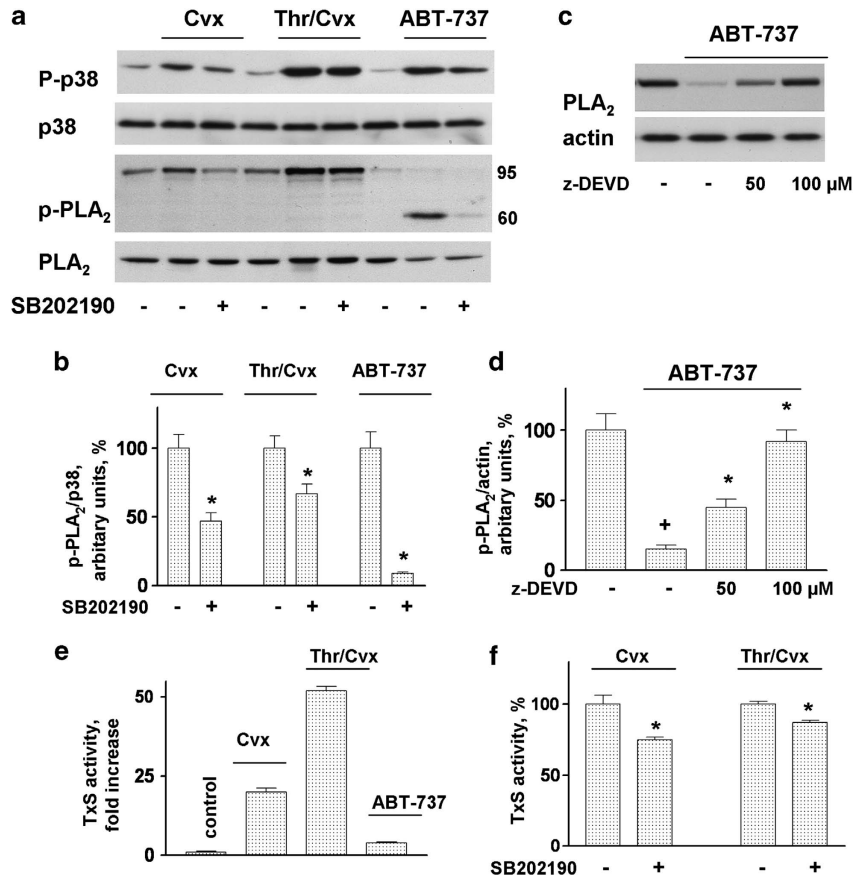 a
Cvx Thr/Cvx ABT-737
P-p38
p38
p-PLA2
95
60
PLA2
SB202190 - - + - - + - - +
c
ABT-737
PLA2
actin
z-DEVD - - 50 100 µM
b
Cvx Thr/Cvx ABT-737
p-PLA2/p38,
arbitary units, %
100
50
0
* * *
SB202190 - + - + - +
d
ABT-737
p-PLA2/actin,
arbitary units, %
100
50
0
+ * *
z-DEVD - - 50 100 µM
e
TxS activity,
fold increase
50
25
0
control
Cvx
Thr/Cvx
ABT-737
f
Cvx Thr/Cvx
TxS activity, %
100
50
0
* *
SB202190 - + - +